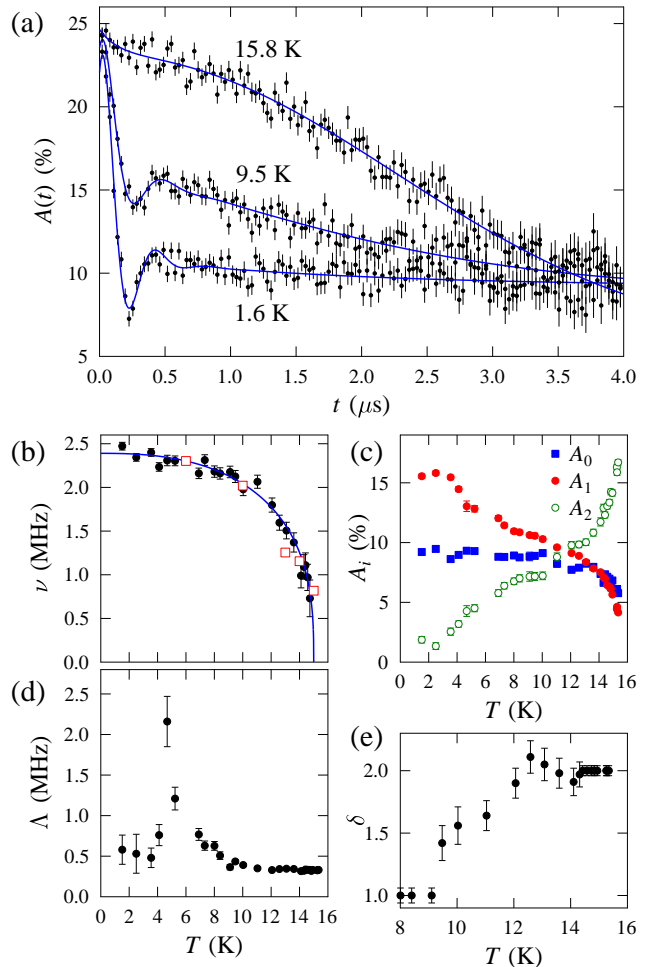 (a)
25
20
15
10
5
A(t) (%)
15.8 K
9.5 K
1.6 K
0.0 0.5 1.0 1.5 2.0 2.5 3.0 3.5 4.0
t (μs)
(b)
2.5
2.0
1.5
1.0
0.5
0.0
ν (MHz)
(c)
15
10
5
0
A_i (%)
A_0
A_1
A_2
0 2 4 6 8 10 12 14 16
T (K)
(d)
2.5
2.0
1.5
1.0
0.5
0.0
Λ (MHz)
0 2 4 6 8 10 12 14 16
T (K)
(e)
2.0
1.5
1.0
δ
8 10 12 14 16
T (K)